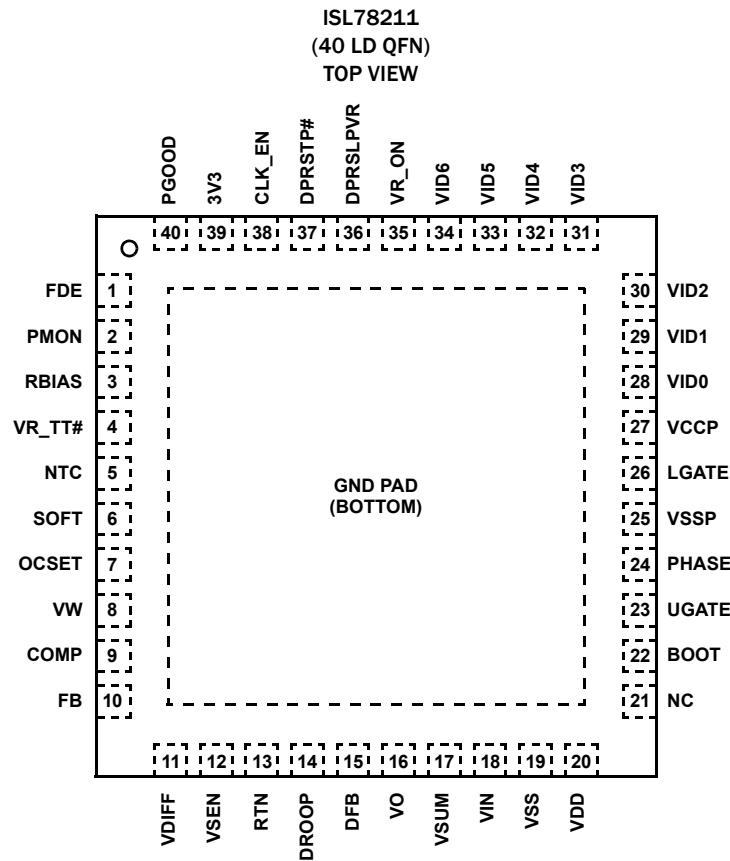 ISL78211
(40 LD QFN)
TOP VIEW
PGOOD
3V3
CLK_EN
DPRSTP#
DPRSLPVR
VR_ON
VID6
VID5
VID4
VID3
40 39 38 37 36 35 34 33 32 31
FDE 1
PMON 2
RBIAS 3
VR_TT# 4
NTC 5
SOFT 6
OCSET 7
VW 8
COMP 9
FB 10
GND PAD
(BOTTOM)
30 VID2
29 VID1
28 VID0
27 VCCP
26 LGATE
25 VSSP
24 PHASE
23 UGATE
22 BOOT
21 NC
11 12 13 14 15 16 17 18 19 20
VDIFF
VSEN
RTN
DROOP
DFB
VO
VSUM
VIN
VSS
VDD